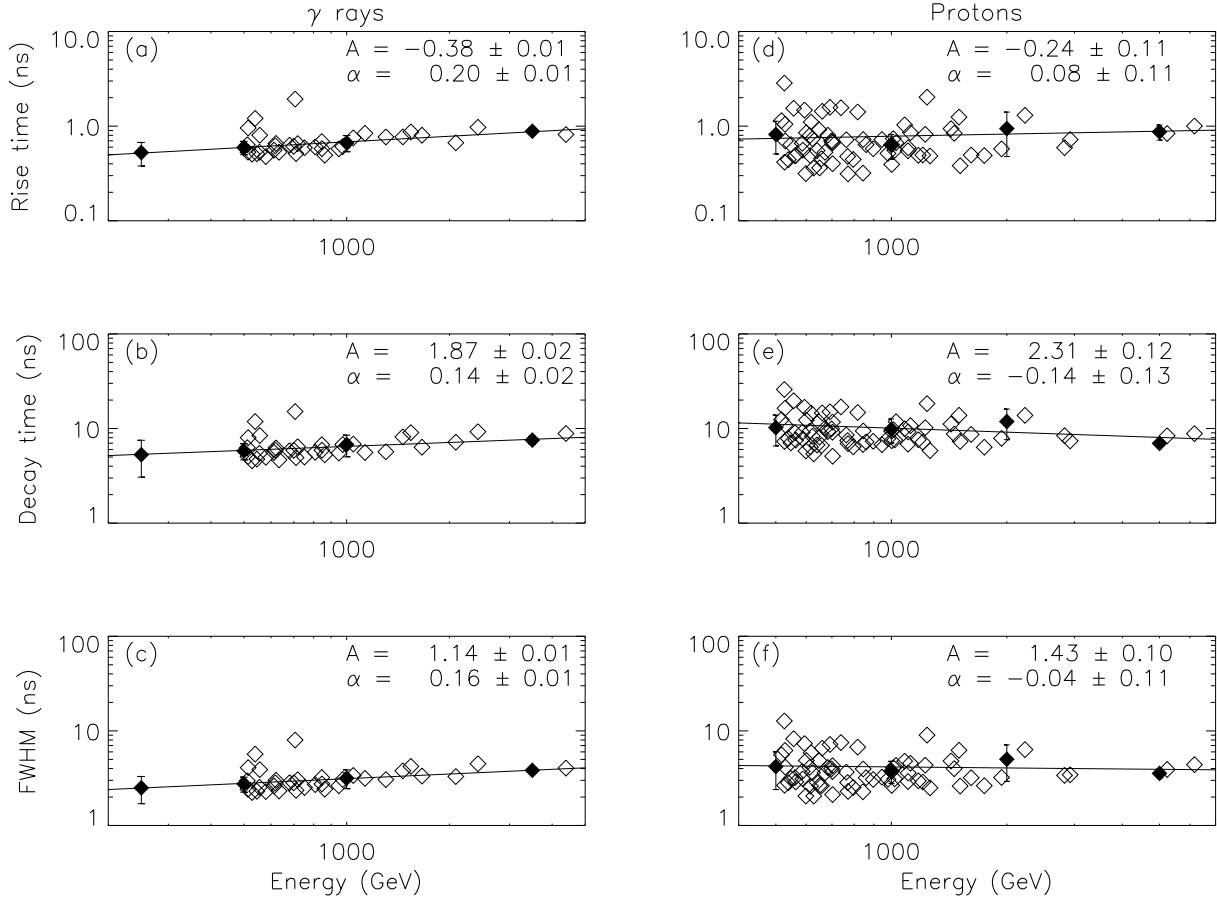 γ rays
Protons
Rise time (ns)
10.0
1.0
0.1
(a)
A = −0.38 ± 0.01
α = 0.20 ± 0.01
1000
10.0
1.0
0.1
(d)
A = −0.24 ± 0.11
α = 0.08 ± 0.11
1000
Decay time (ns)
100
10
1
(b)
A = 1.87 ± 0.02
α = 0.14 ± 0.02
1000
100
10
1
(e)
A = 2.31 ± 0.12
α = −0.14 ± 0.13
1000
FWHM (ns)
100
10
1
(c)
A = 1.14 ± 0.01
α = 0.16 ± 0.01
1000
Energy (GeV)
100
10
1
(f)
A = 1.43 ± 0.10
α = −0.04 ± 0.11
1000
Energy (GeV)